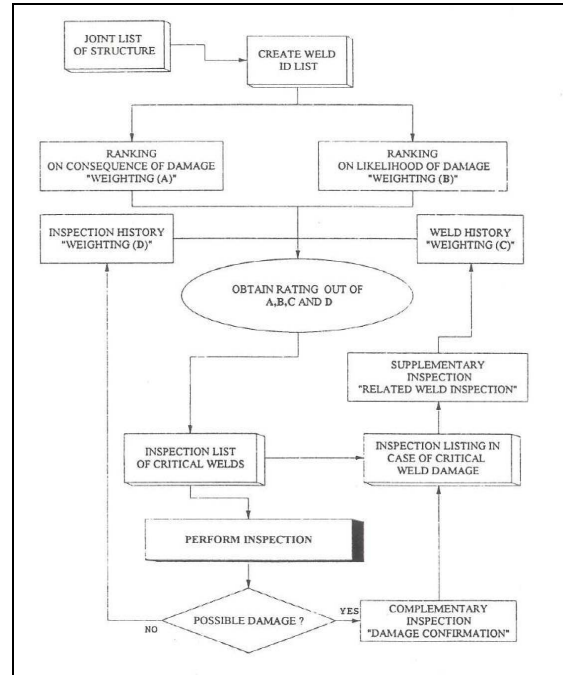 JOINT LIST
OF STRUCTURE
CREATE WELD
ID LIST
RANKING
ON CONSEQUENCE OF DAMAGE
"WEIGHTING (A)"
RANKING
ON LIKELIHOOD OF DAMAGE
"WEIGHTING (B)"
INSPECTION HISTORY
"WEIGHTING (D)"
WELD HISTORY
"WEIGHTING (C)"
OBTAIN RATING OUT OF
A,B,C AND D
SUPPLEMENTARY
INSPECTION
"RELATED WELD INSPECTION"
INSPECTION LIST
OF CRITICAL WELDS
INSPECTION LISTING IN
CASE OF CRITICAL
WELD DAMAGE
PERFORM INSPECTION
POSSIBLE DAMAGE ?
NO
YES
COMPLEMENTARY
INSPECTION
"DAMAGE CONFIRMATION"